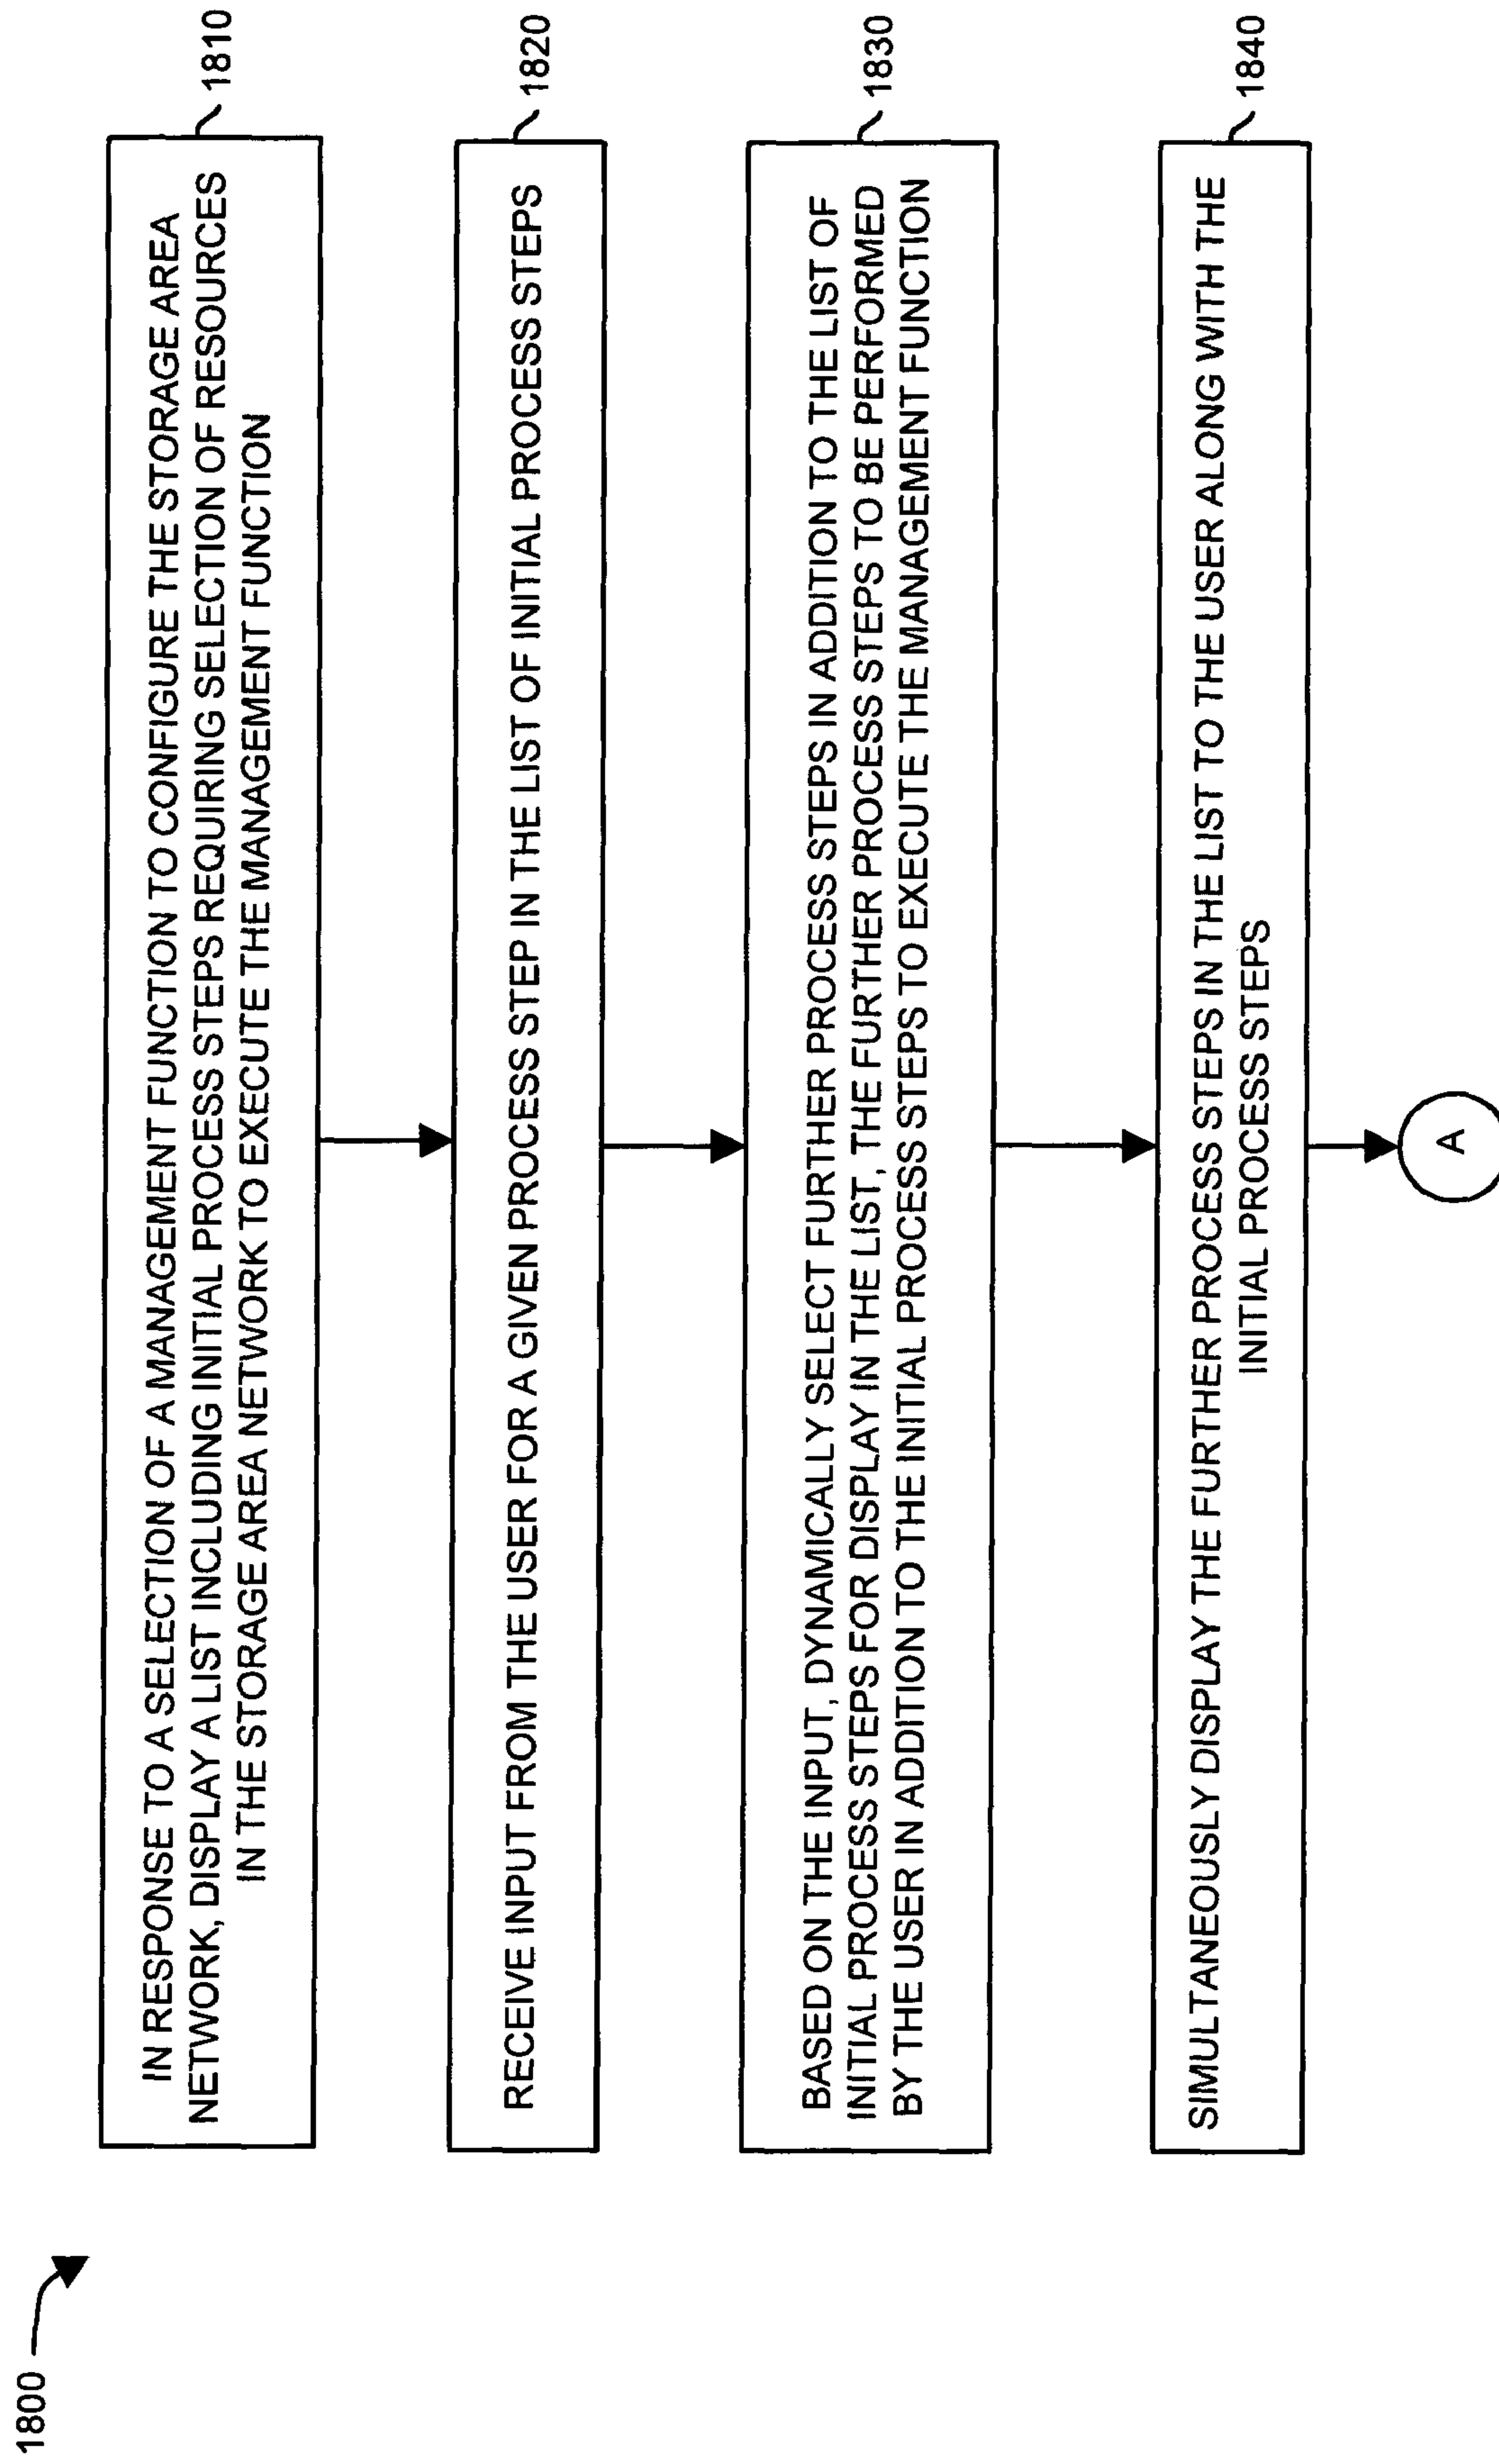 1800
IN RESPONSE TO A SELECTION OF A MANAGEMENT FUNCTION TO CONFIGURE THE STORAGE AREA
NETWORK, DISPLAY A LIST INCLUDING INITIAL PROCESS STEPS REQUIRING SELECTION OF RESOURCES
IN THE STORAGE AREA NETWORK TO EXECUTE THE MANAGEMENT FUNCTION
1810
RECEIVE INPUT FROM THE USER FOR A GIVEN PROCESS STEP IN THE LIST OF INITIAL PROCESS STEPS
1820
BASED ON THE INPUT, DYNAMICALLY SELECT FURTHER PROCESS STEPS IN ADDITION TO THE LIST OF
INITIAL PROCESS STEPS FOR DISPLAY IN THE LIST, THE FURTHER PROCESS STEPS TO BE PERFORMED
BY THE USER IN ADDITION TO THE INITIAL PROCESS STEPS TO EXECUTE THE MANAGEMENT FUNCTION
1830
SIMULTANEOUSLY DISPLAY THE FURTHER PROCESS STEPS IN THE LIST TO THE USER ALONG WITH THE
INITIAL PROCESS STEPS
1840
A